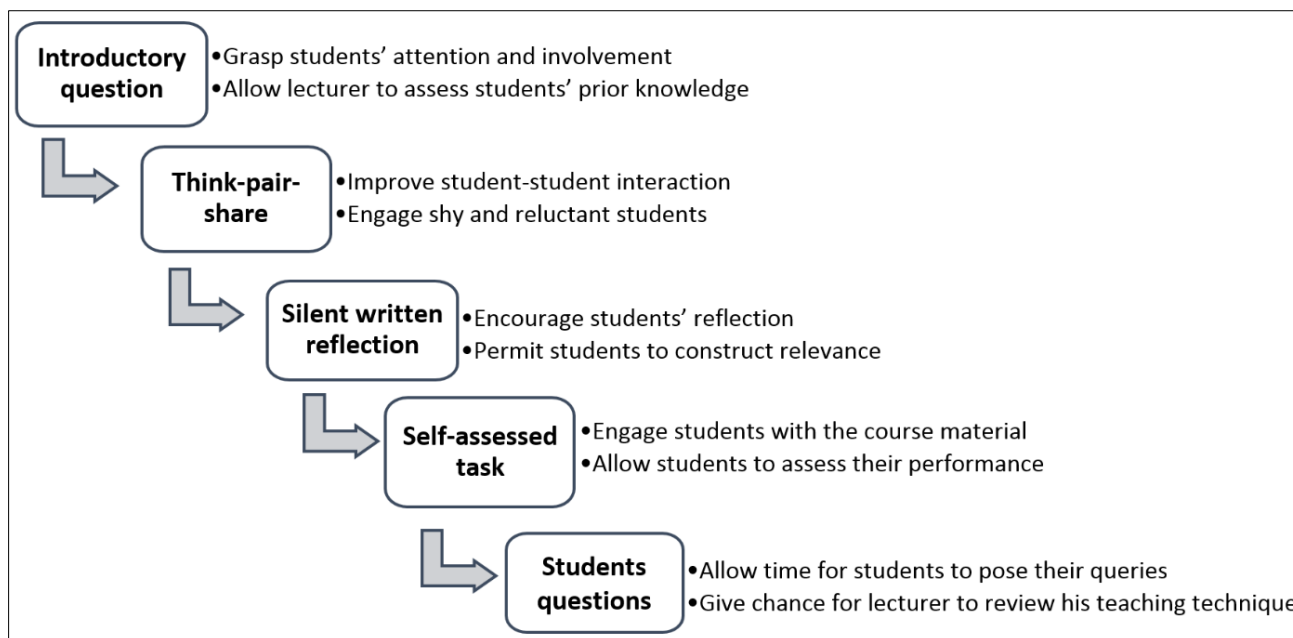 Introductory
question
•Grasp students’ attention and involvement
•Allow lecturer to assess students’ prior knowledge
Think-pair-
share
•Improve student-student interaction
•Engage shy and reluctant students
Silent written
reflection
•Encourage students’ reflection
•Permit students to construct relevance
Self-assessed
task
•Engage students with the course material
•Allow students to assess their performance
Students
questions
•Allow time for students to pose their queries
•Give chance for lecturer to review his teaching technique